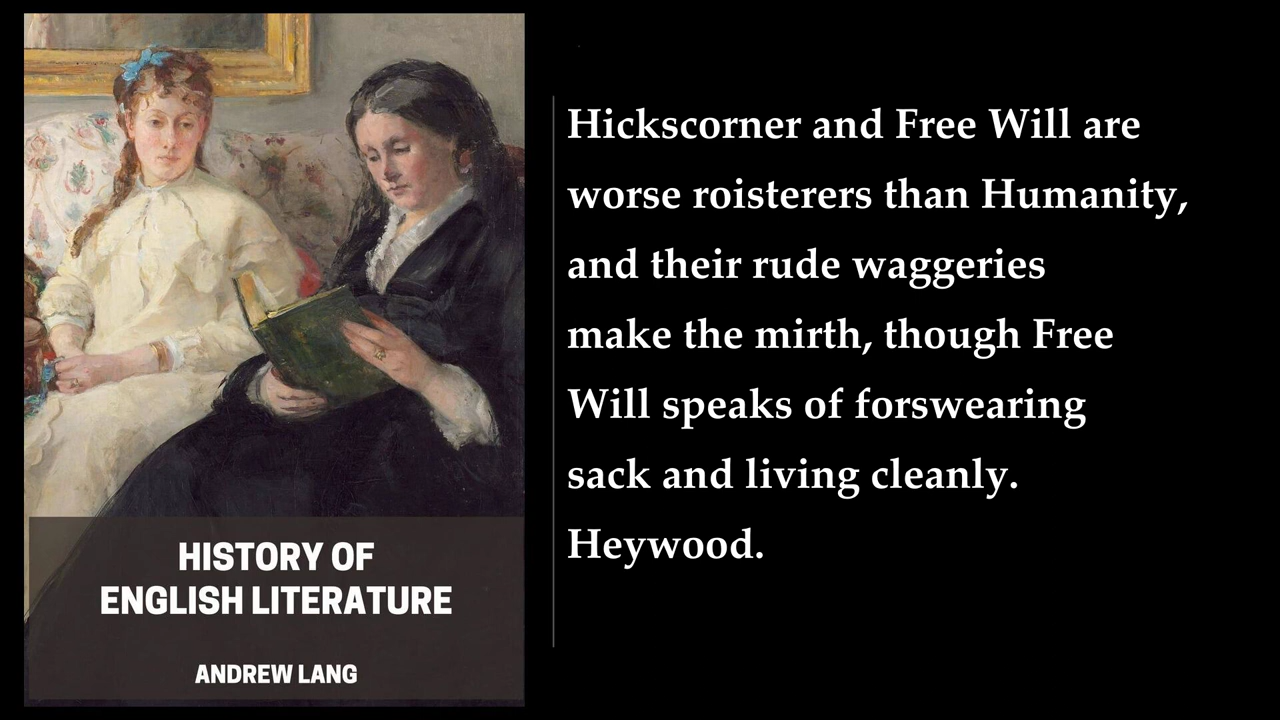 HISTORY OF
ENGLISH LITERATURE
ANDREW LANG
Hickscorner and Free Will are
worse roisterers than Humanity,
and their rude waggeries
make the mirth, though Free
Will speaks of forswearing
sack and living cleanly.
Heywood.